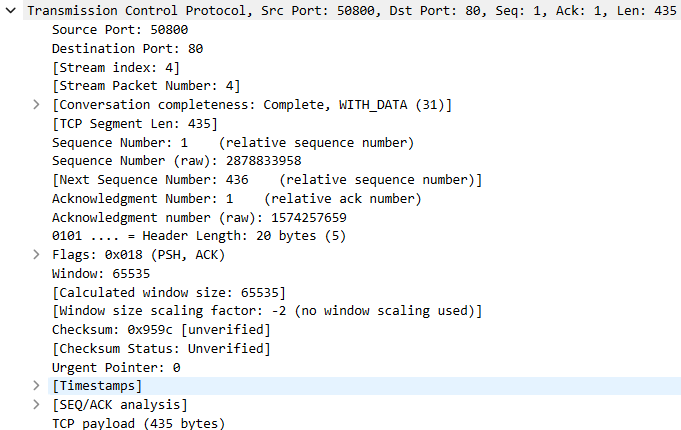 Transmission Control Protocol, Src Port: 50800, Dst Port: 80, Seq: 1, Ack: 1, Len: 435
Source Port: 50800
Destination Port: 80
[Stream index: 4]
[Stream Packet Number: 4]
[Conversation completeness: Complete, WITH_DATA (31)]
[TCP Segment Len: 435]
Sequence Number: 1    (relative sequence number)
Sequence Number (raw): 2878833958
[Next Sequence Number: 436    (relative sequence number)]
Acknowledgment Number: 1    (relative ack number)
Acknowledgment number (raw): 1574257659
0101 .... = Header Length: 20 bytes (5)
Flags: 0x018 (PSH, ACK)
Window: 65535
[Calculated window size: 65535]
[Window size scaling factor: -2 (no window scaling used)]
Checksum: 0x959c [unverified]
[Checksum Status: Unverified]
Urgent Pointer: 0
[Timestamps]
[SEQ/ACK analysis]
TCP payload (435 bytes)